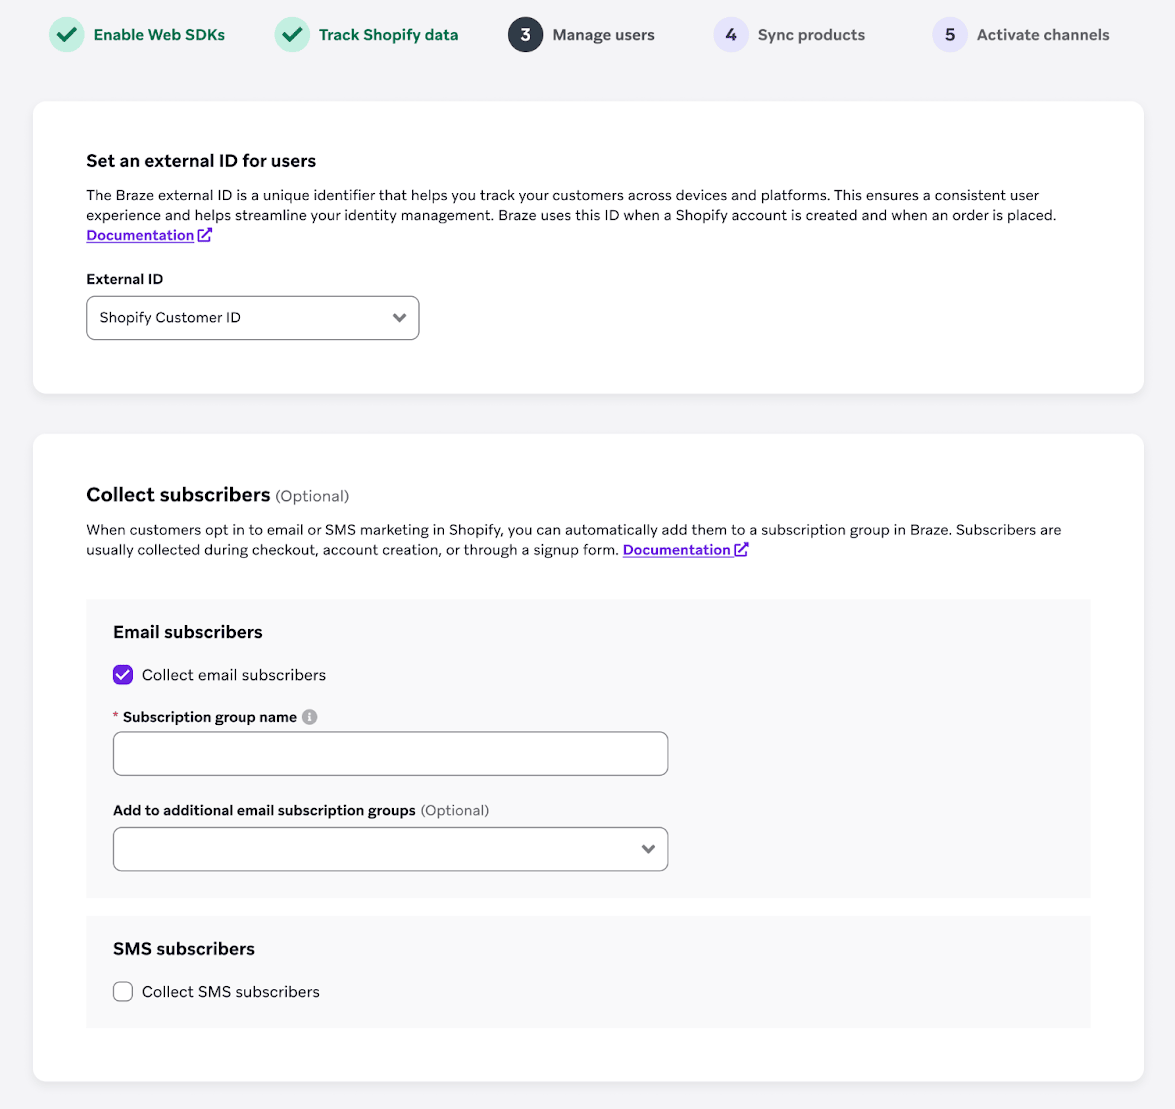 Enable Web SDKs
Track Shopify data
3 Manage users
4 Sync products
5 Activate channels
Set an external ID for users
The Braze external ID is a unique identifier that helps you track your customers across devices and platforms. This ensures a consistent user
experience and helps streamline your identity management. Braze uses this ID when a Shopify account is created and when an order is placed.
Documentation
External ID
Shopify Customer ID
Collect subscribers (Optional)
When customers opt in to email or SMS marketing in Shopify, you can automatically add them to a subscription group in Braze. Subscribers are
usually collected during checkout, account creation, or through a signup form. Documentation
Email subscribers
Collect email subscribers
* Subscription group name i
Add to additional email subscription groups (Optional)
SMS subscribers
Collect SMS subscribers